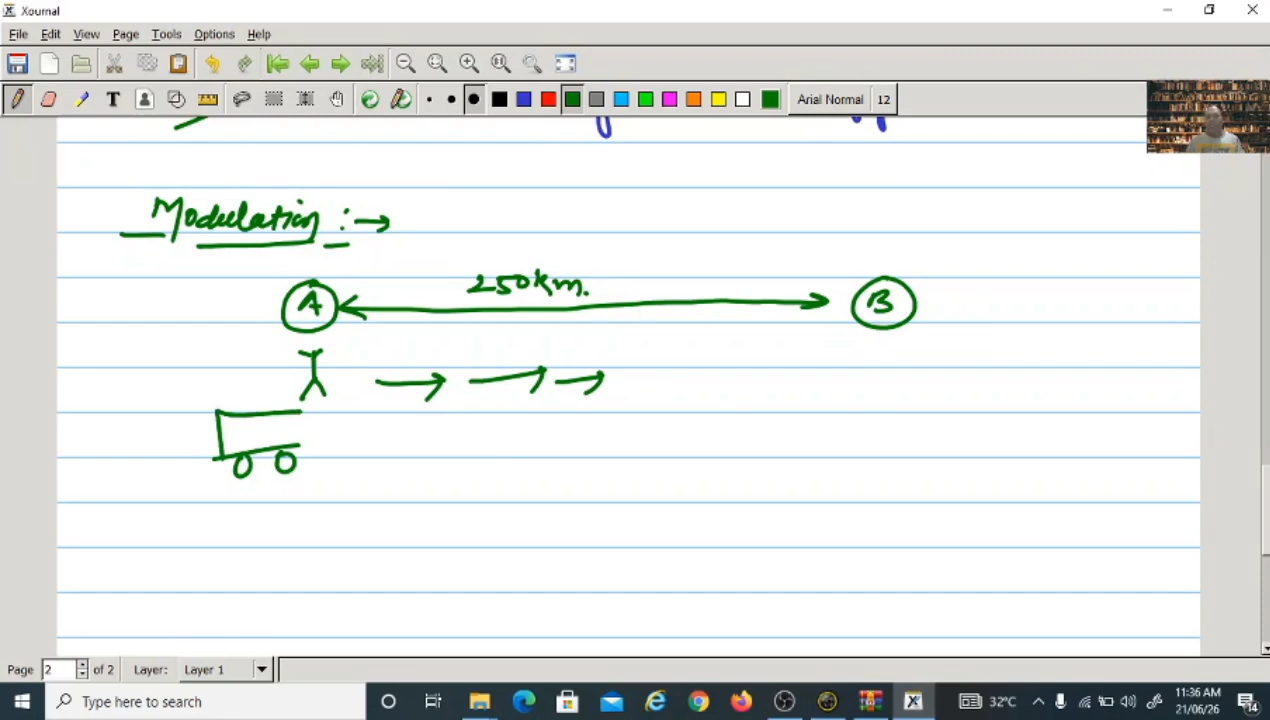 Xournal
File Edit View Page Tools Options Help
T Arial Normal 12
Modulation :→
A 250km. B
Page 2 of 2 Layer: Layer 1
Type here to search 32°C 11:36 AM
21/06/26 14